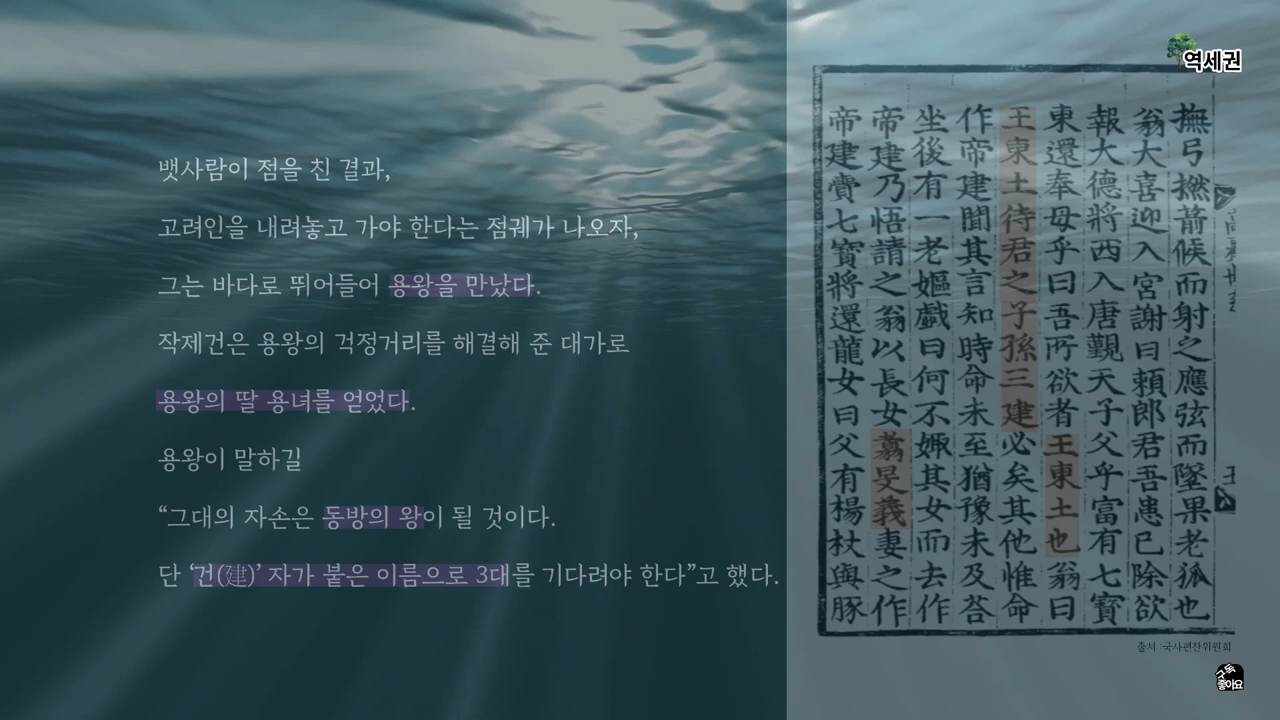 뱃사람이 점을 친 결과,
고려인을 내려놓고 가야 한다는 점궤가 나오자,
그는 바다로 뛰어들어 용왕을 만났다.
작제건은 용왕의 걱정거리를 해결해 준 대가로
용왕의 딸 용녀를 얻었다.
용왕이 말하길
“그대의 자손은 동방의 왕이 될 것이다.
단 ‘건(建)’ 자가 붙은 이름으로 3대를 기다려야 한다”고 했다.
역세권
撫弓撚箭候而射之應弦而墜果老狐也
翁大喜迎入宮謝曰賴郎君吾患已除欲
報大德將西入唐覲天子父乎富有七寶
東還奉母乎曰吾所欲者王東土也翁曰
王東土待君之子孫三建必矣其他惟命
作帝建聞其言知時命未至猶豫未及荅
坐後有一老嫗戱曰何不娵其女而去作
帝建乃悟請之翁以長女翥旻義妻之作
帝建賷七寶將還龍女曰父有楊杖與豚
출처 :국사편찬위원회
구독
좋아요